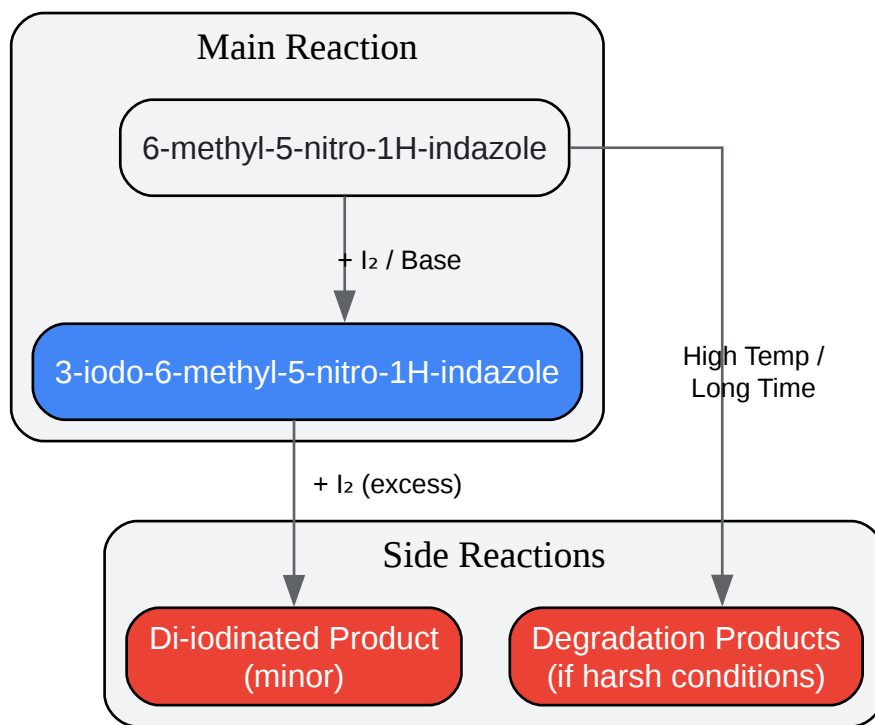 Main Reaction
6-methyl-5-nitro-1H-indazole
+ I₂ / Base
3-iodo-6-methyl-5-nitro-1H-indazole
High Temp /
Long Time
+ I₂ (excess)
Side Reactions
Di-iodinated Product
(minor)
Degradation Products
(if harsh conditions)